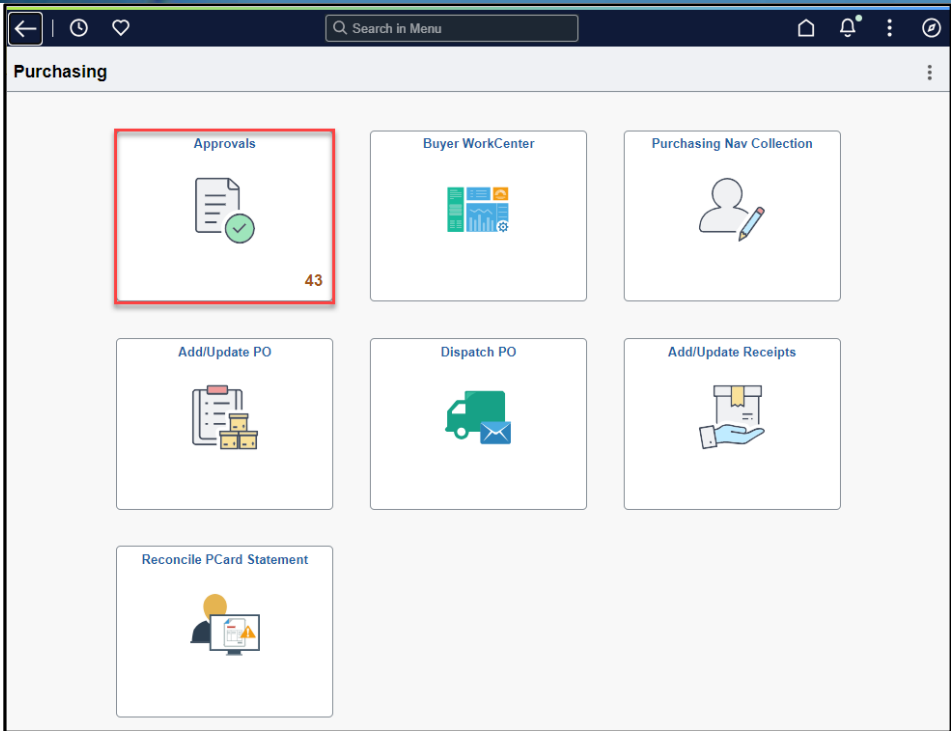 Search in Menu
Purchasing
Approvals
Buyer WorkCenter
Purchasing Nav Collection
43
Add/Update PO
Dispatch PO
Add/Update Receipts
Reconcile PCard Statement